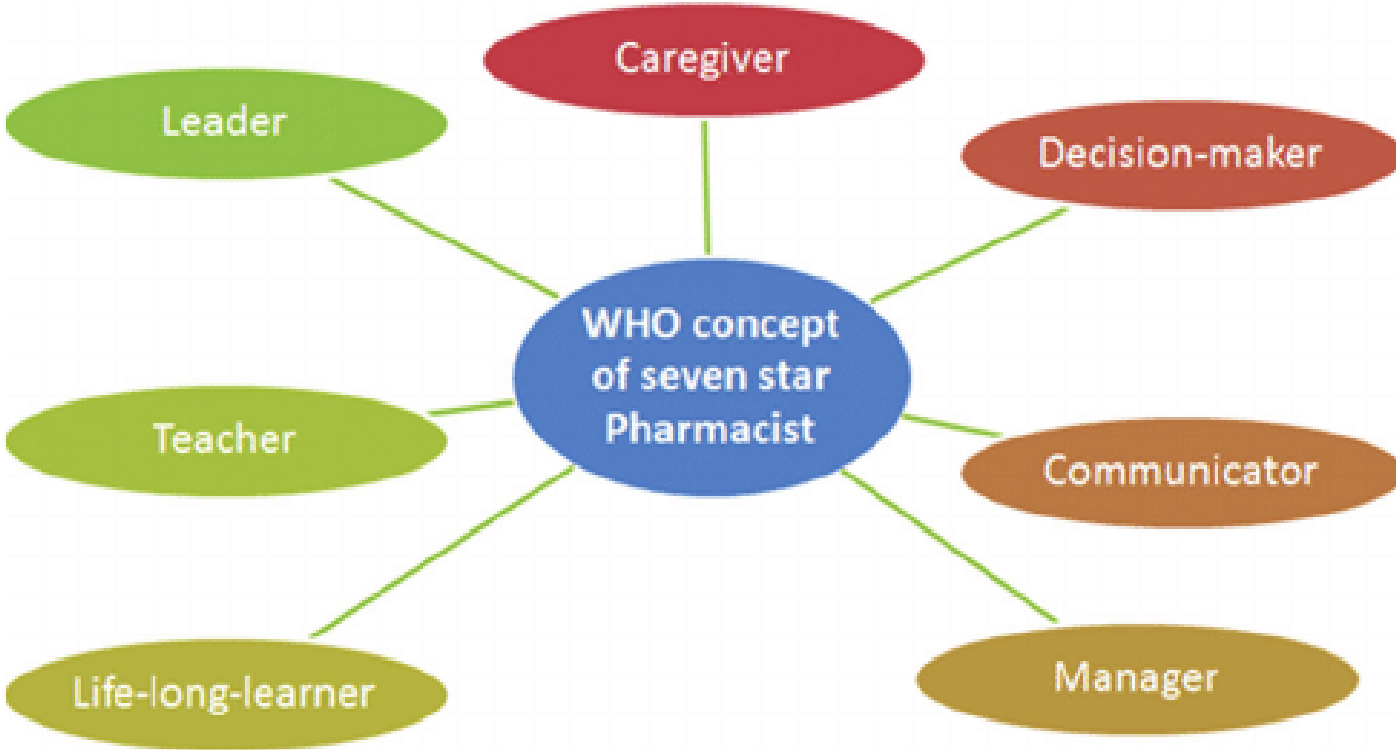 Caregiver
Leader
Decision-maker
WHO concept
of seven star
Pharmacist
Teacher
Communicator
Life-long-learner
Manager